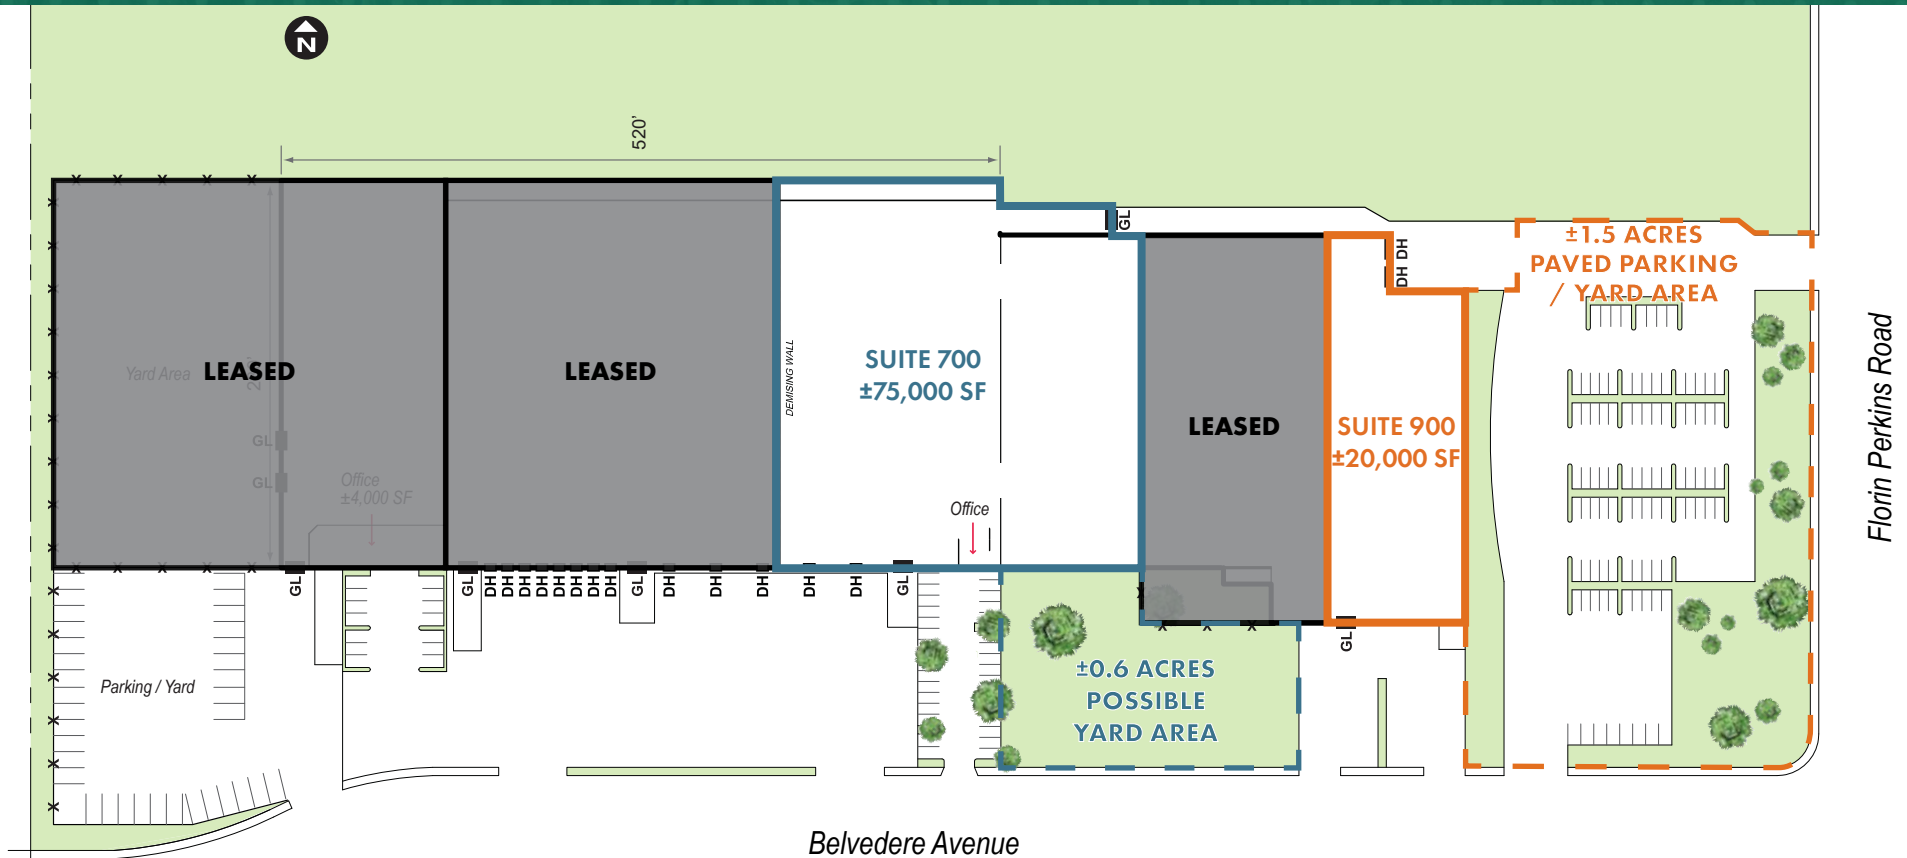 N
520'
GL
±1.5 ACRES
PAVED PARKING
/ YARD AREA
DH DH
Yard Area
LEASED
LEASED
DEMISING WALL
SUITE 700
±75,000 SF
LEASED
SUITE 900
±20,000 SF
Florin Perkins Road
GL
GL
Office
±4,000 SF
Office
GL
GL
DH
DH
DH
DH
DH
DH
DH
DH
GL
DH
DH
DH
DH
DH
GL
GL
Parking / Yard
±0.6 ACRES
POSSIBLE
YARD AREA
Belvedere Avenue